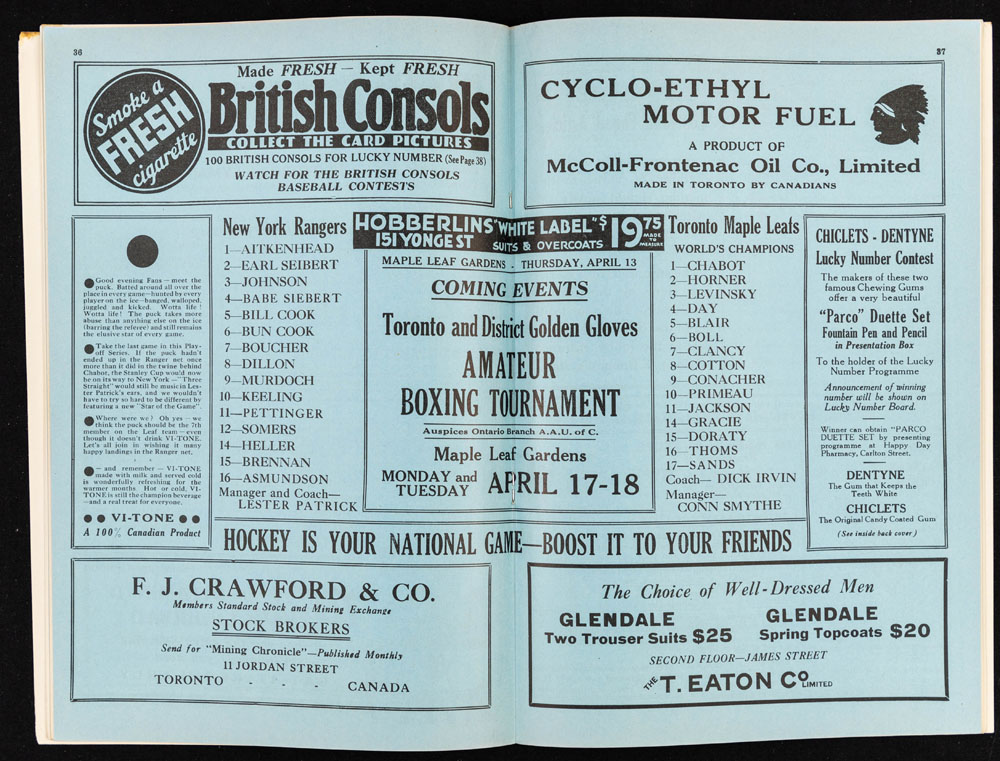 36
Smoke a
FRESH
cigarette
Made FRESH — Kept FRESH
British Consols
COLLECT THE CARD PICTURES
100 BRITISH CONSOLS FOR LUCKY NUMBER (See Page 38)
WATCH FOR THE BRITISH CONSOLS
BASEBALL CONTESTS
37
CYCLO-ETHYL
MOTOR FUEL
A PRODUCT OF
McColl-Frontenac Oil Co., Limited
MADE IN TORONTO BY CANADIANS
Good evening Fans—meet the
puck. Batted around all over the
place in every game—hunted by every
player on the ice—banged, walloped,
joggled and kicked. Wotta life!
Wotta life! The puck takes more
abuse than anything else on the ice
(barring the referee) and still remains
the elusive star of every game.
Take the last game in this Play-
off Series. If the puck hadn't
ended up in the Ranger net once
more than it did in the twine behind
Chabot, the Stanley Cup would now
be on its way to New York—"Three
Straight" would still be music in Les-
ter Patrick's ears, and we wouldn't
have to try so hard to be different by
featuring a new "Star of the Game".
Where were we? Oh yes—we
think the puck should be the 7th
member on the Leaf team—even
though it doesn't drink VI-TONE.
Let's all join in wishing it many
happy landings in the Ranger net.
—and remember—VI-TONE
made with milk and served cold
is wonderfully refreshing for the
warmer months. Hot or cold, VI-
TONE is still the champion beverage
—and a real treat for everyone.
VI-TONE
A 100% Canadian Product
New York Rangers
1—AITKENHEAD
2—EARL SEIBERT
3—JOHNSON
4—BABE SIEBERT
5—BILL COOK
6—BUN COOK
7—BOUCHER
8—DILLON
9—MURDOCH
10—KEELING
11—PETTINGER
12—SOMERS
14—HELLER
15—BRENNAN
16—ASMUNDSON
Manager and Coach—
LESTER PATRICK
HOBBERLINS "WHITE LABEL" $19.75
151 YONGE ST SUITS & OVERCOATS MADE TO MEASURE
MAPLE LEAF GARDENS - THURSDAY, APRIL 13
COMING EVENTS
Toronto and District Golden Gloves
AMATEUR
BOXING TOURNAMENT
Auspices Ontario Branch A.A.U. of C.
Maple Leaf Gardens
MONDAY and
TUESDAY APRIL 17-18
Toronto Maple Leafs
WORLD'S CHAMPIONS
1—CHABOT
2—HORNER
3—LEVINSKY
4—DAY
5—BLAIR
6—BOLL
7—CLANCY
8—COTTON
9—CONACHER
10—PRIMEAU
11—JACKSON
14—GRACIE
15—DORATY
16—THOMS
17—SANDS
Coach— DICK IRVIN
Manager—
CONN SMYTHE
CHICLETS - DENTYNE
Lucky Number Contest
The makers of these two
famous Chewing Gums
offer a very beautiful
"Parco" Duette Set
Fountain Pen and Pencil
in Presentation Box
To the holder of the Lucky
Number Programme
Announcement of winning
number will be shown on
Lucky Number Board.
Winner can obtain "PARCO
DUETTE SET by presenting
programme at Happy Day
Pharmacy, Carlton Street.
DENTYNE
The Gum that Keeps the
Teeth White
CHICLETS
The Original Candy Coated Gum
(See inside back cover)
HOCKEY IS YOUR NATIONAL GAME—BOOST IT TO YOUR FRIENDS
F. J. CRAWFORD & CO.
Members Standard Stock and Mining Exchange
STOCK BROKERS
Send for "Mining Chronicle"—Published Monthly
11 JORDAN STREET
TORONTO - - - CANADA
The Choice of Well-Dressed Men
GLENDALE
Two Trouser Suits $25
GLENDALE
Spring Topcoats $20
SECOND FLOOR—JAMES STREET
THE T. EATON CO LIMITED